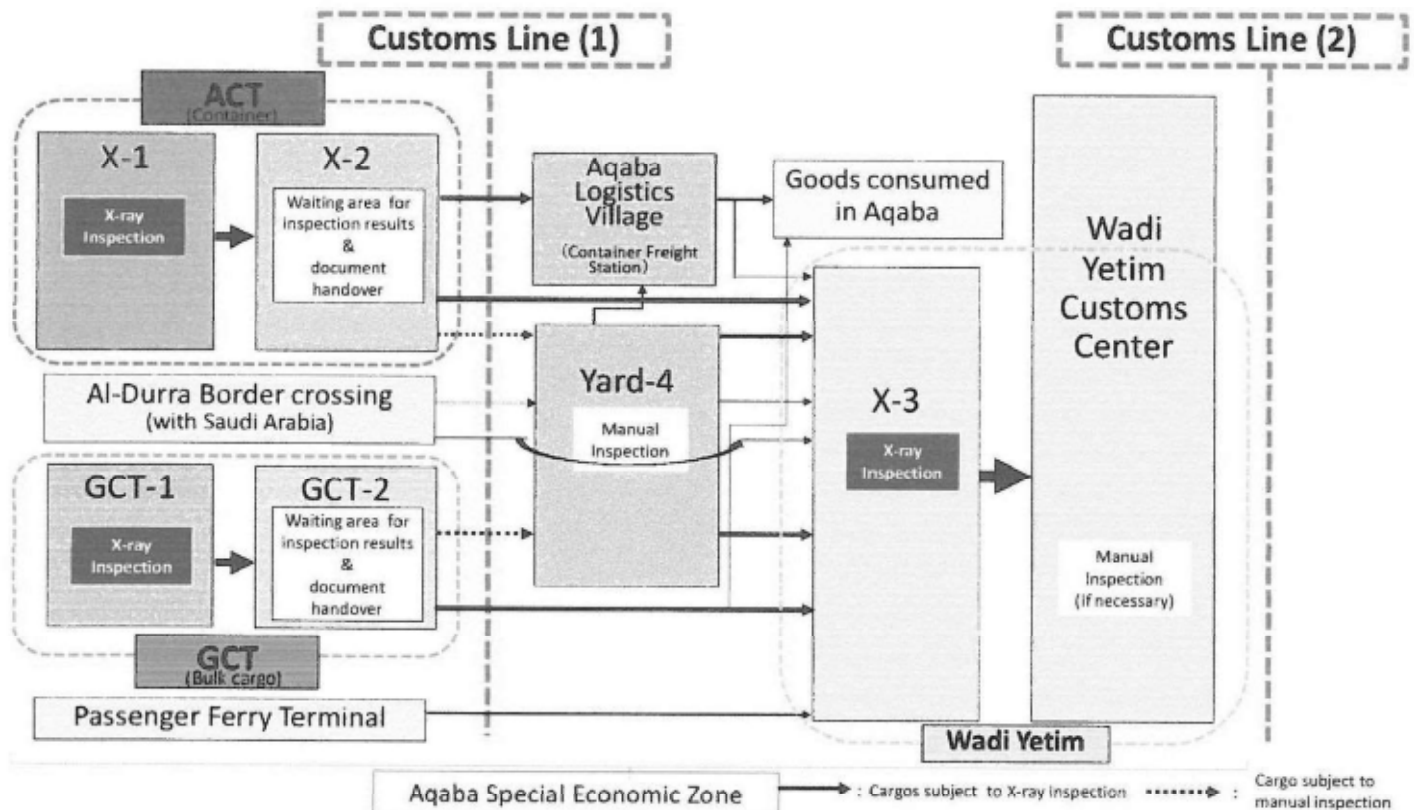 Customs Line (1)
Customs Line (2)
ACT
(Container)
X-1
X-ray
Inspection
X-2
Waiting area for
inspection results
&
document
handover
Aqaba
Logistics
Village
(Container Freight
Station)
Goods consumed
in Aqaba
Wadi
Yetim
Customs
Center
Manual
Inspection
(if necessary)
Al-Durra Border crossing
(with Saudi Arabia)
Yard-4
Manual
Inspection
X-3
X-ray
Inspection
GCT-1
X-ray
Inspection
GCT-2
Waiting area for
inspection results
&
document
handover
GCT
(Bulk cargo)
Passenger Ferry Terminal
Wadi Yetim
Aqaba Special Economic Zone
: Cargos subject to X-ray inspection
: Cargo subject to
manual inspection